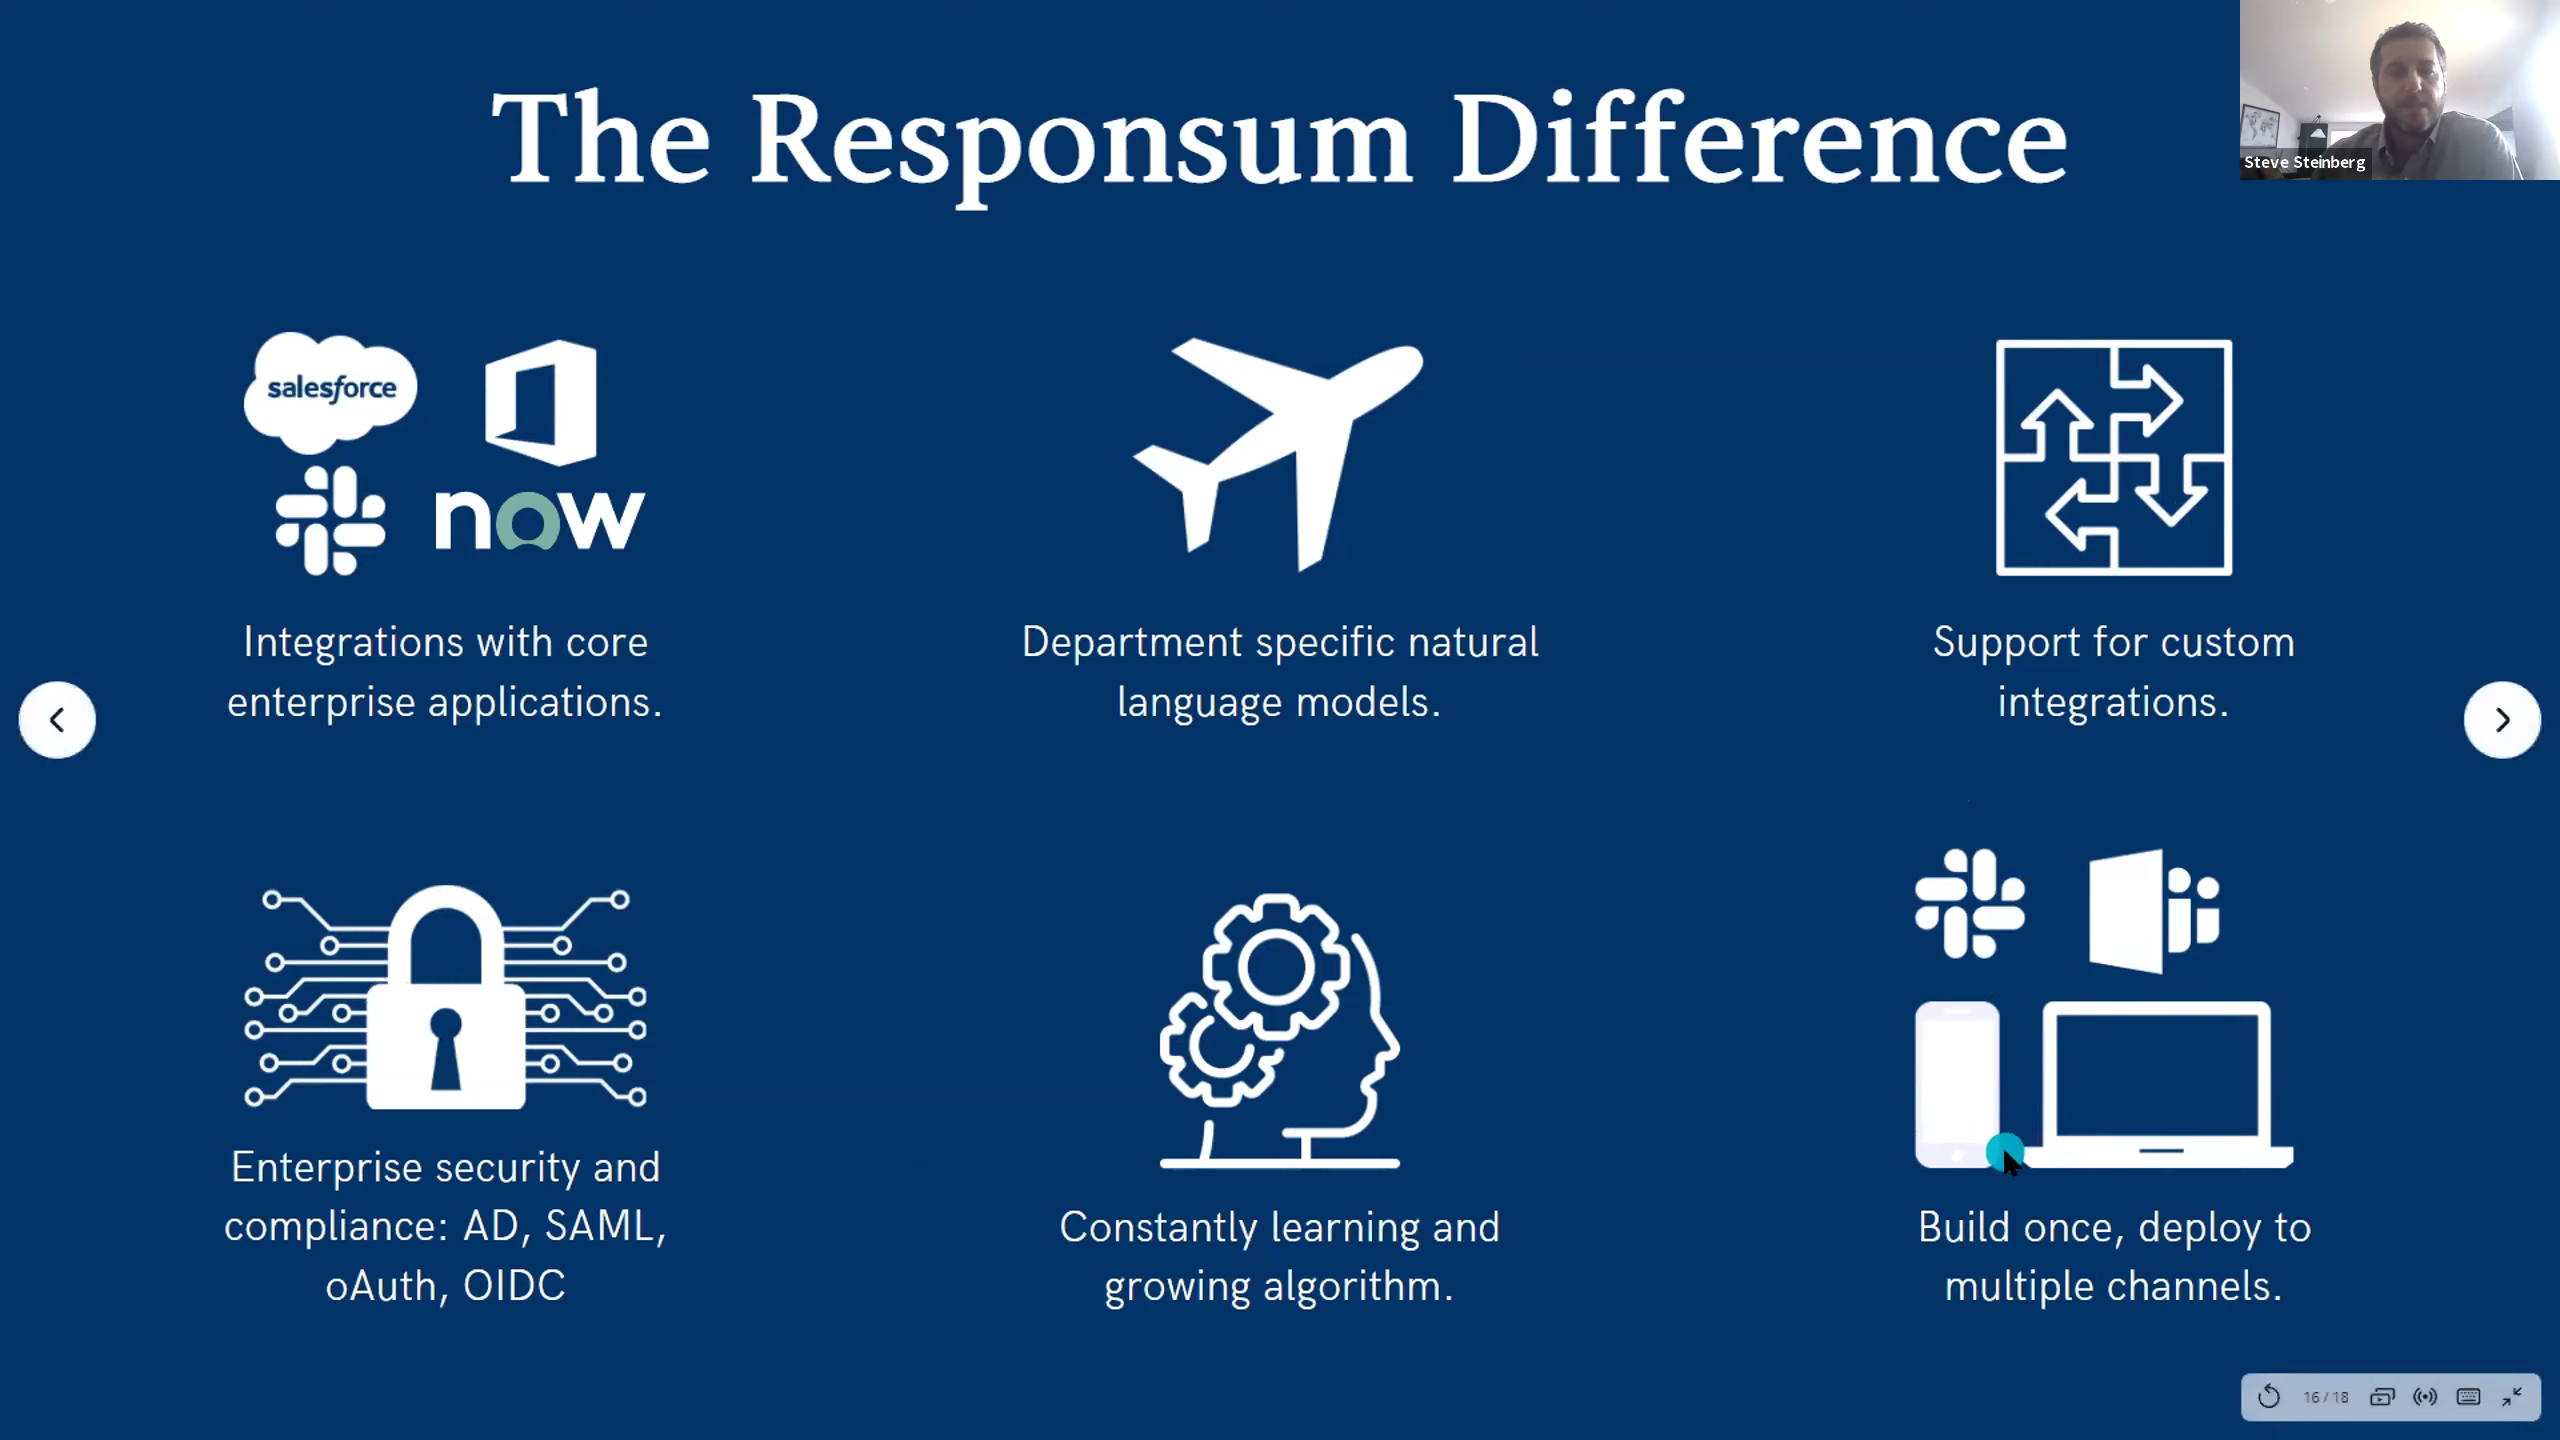 The Responsum Difference
Steve Steinberg
salesforce
now
Integrations with core
enterprise applications.
Department specific natural
language models.
Support for custom
integrations.
Enterprise security and
compliance: AD, SAML,
oAuth, OIDC
Constantly learning and
growing algorithm.
Build once, deploy to
multiple channels.
16 / 18